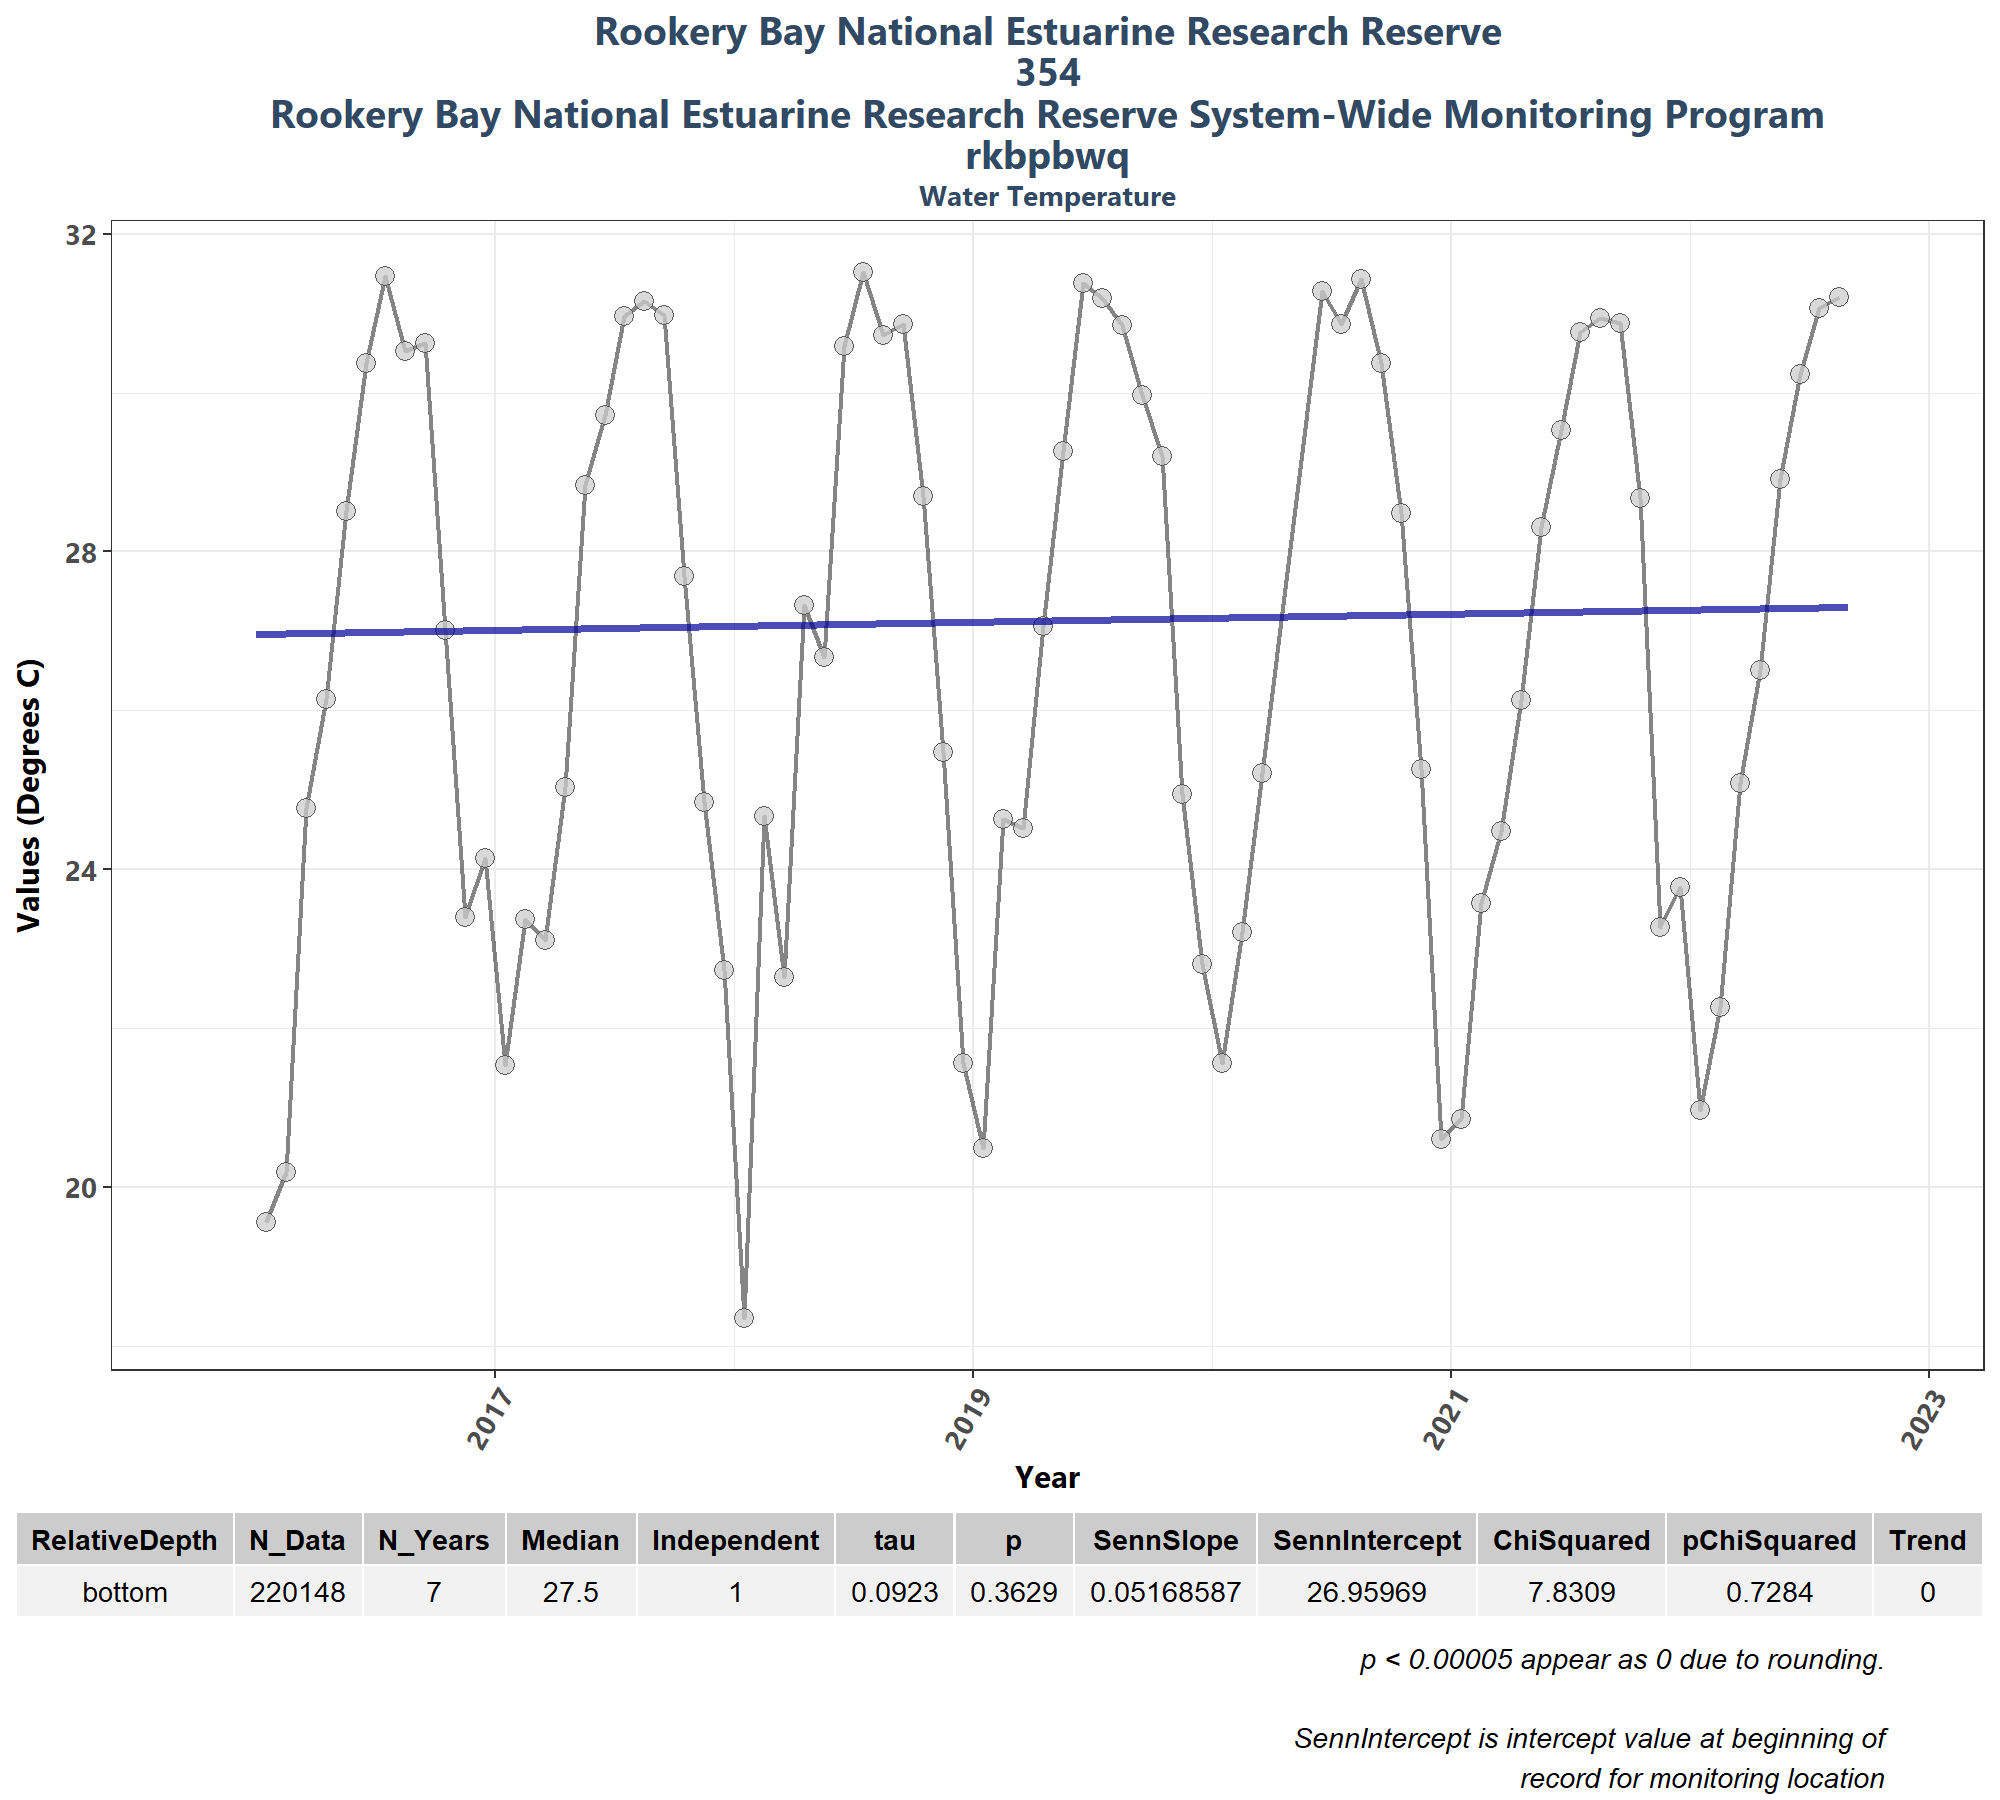 Rookery Bay National Estuarine Research Reserve
354
Rookery Bay National Estuarine Research Reserve System-Wide Monitoring Program
rkbpbwq
Water Temperature
32
28
24
20
Values (Degrees C)
2017
2019
2021
2023
Year
RelativeDepth N_Data N_Years Median Independent tau p SennSlope SennIntercept ChiSquared pChiSquared Trend
bottom 220148 7 27.5 1 0.0923 0.3629 0.05168587 26.95969 7.8309 0.7284 0
p < 0.00005 appear as 0 due to rounding.
SennIntercept is intercept value at beginning of
record for monitoring location